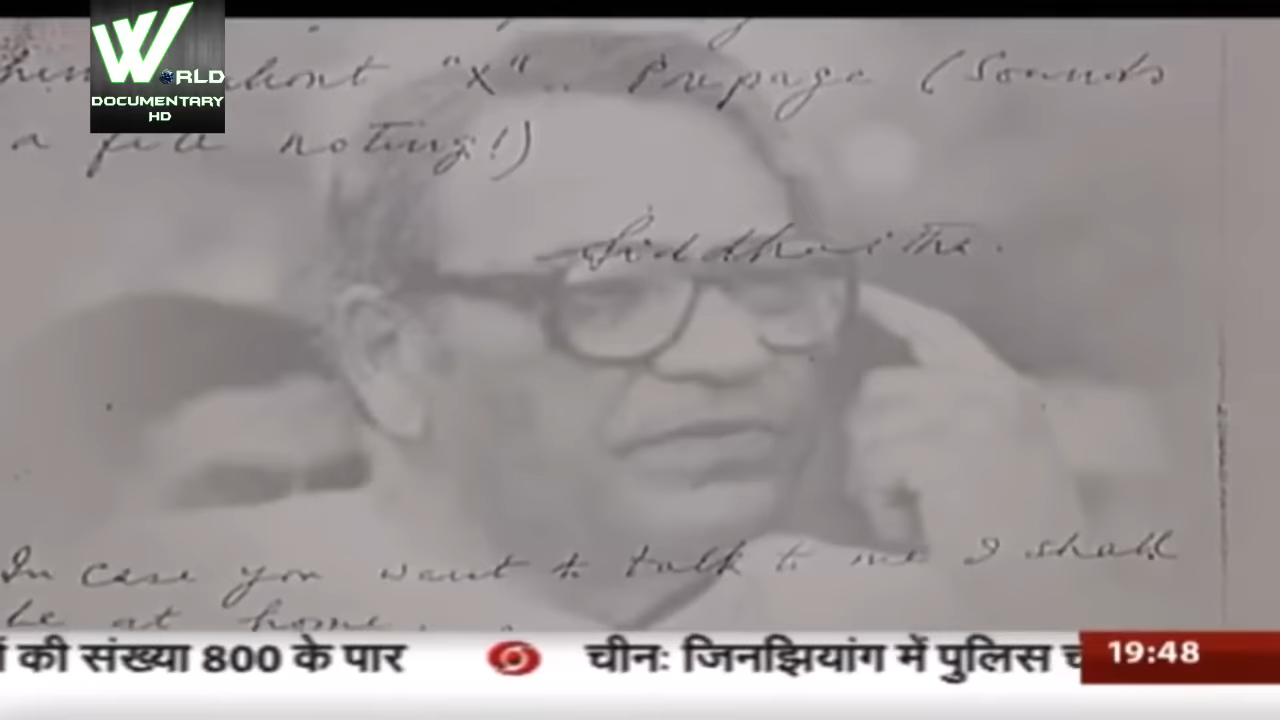 WORLD
DOCUMENTARY
HD
"x" .. Prepage (Sounds
a few noting!)
Siddhartha.
In case you want to talk to me I shall
be at home.
की संख्या 800 के पार
चीनः जिनझियांग में पुलिस
19:48